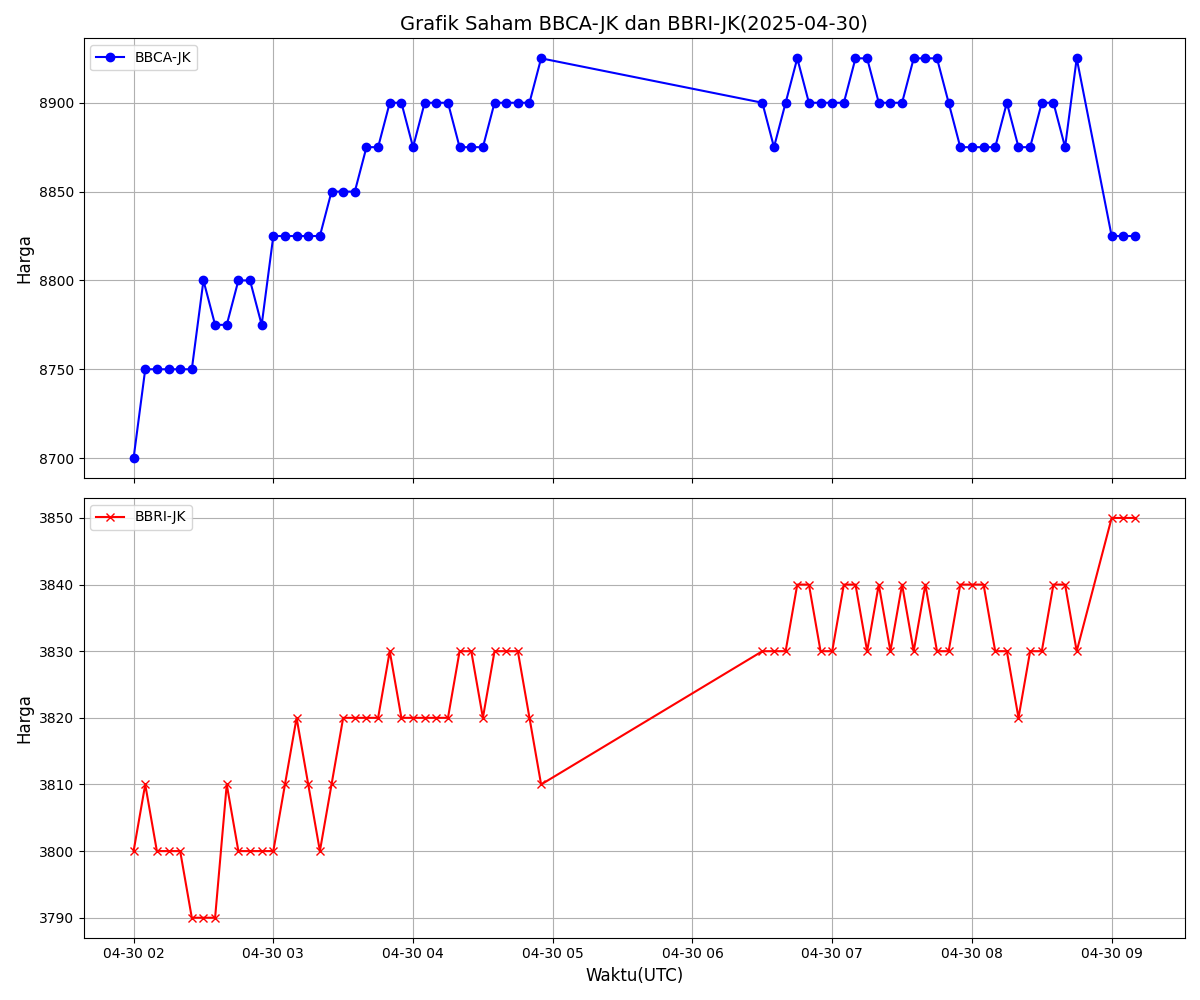 Grafik Saham BBCA-JK dan BBRI-JK(2025-04-30)
BBCA-JK
8900
8850
8800
8750
8700
Harga
BBRI-JK
3850
3840
3830
3820
3810
3800
3790
Harga
04-30 02 04-30 03 04-30 04 04-30 05 04-30 06 04-30 07 04-30 08 04-30 09
Waktu(UTC)